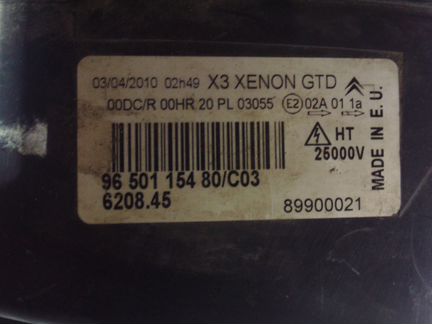 03/04/2010 02h49 X3 XENON GTD
00DC/R 00HR 20 PL 03055 E2 02A 01 1a
HT
25000V
MADE IN E. U.
96 501 154 80/C03
6208.45
89900021